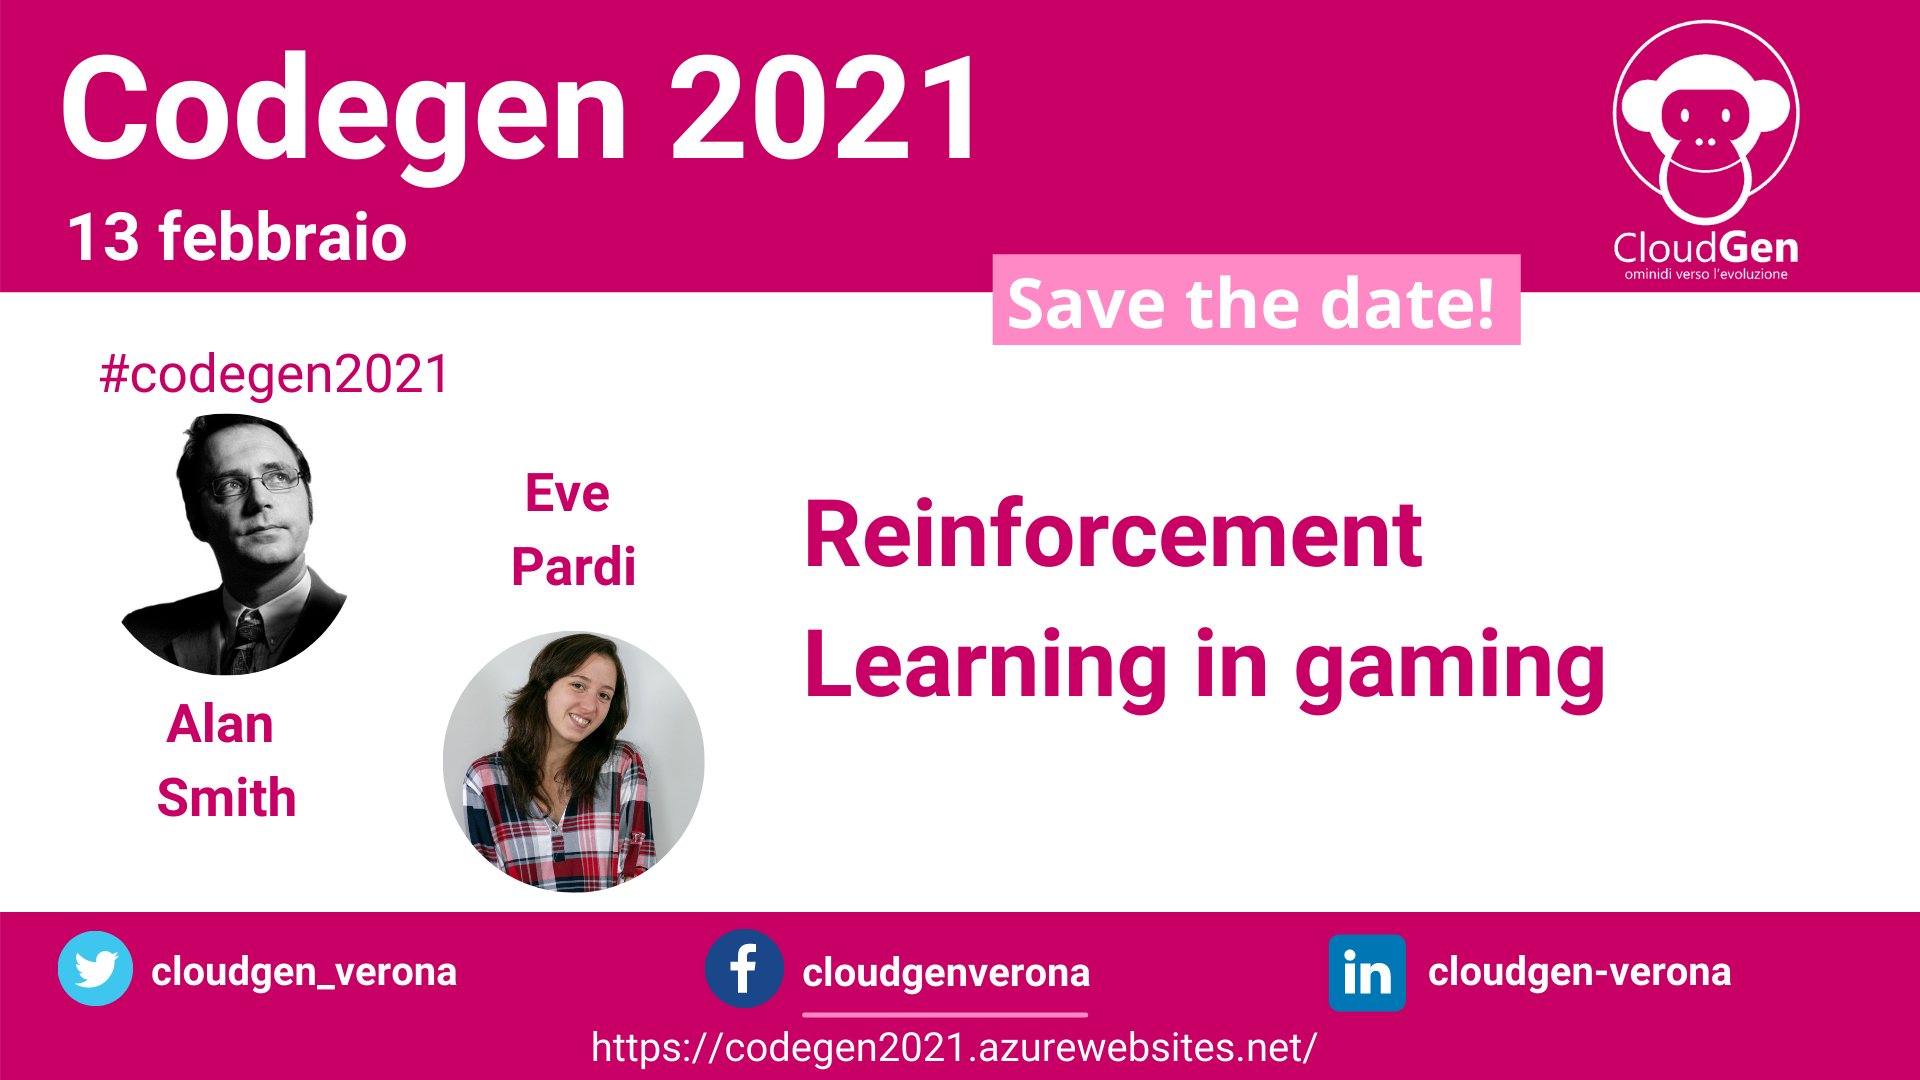 Codegen 2021
13 febbraio
CloudGen
ominidi verso l'evoluzione
Save the date!
#codegen2021
Eve
Pardi
Alan
Smith
Reinforcement
Learning in gaming
cloudgen_verona
cloudgenverona
in
cloudgen-verona
https://codegen2021.azurewebsites.net/